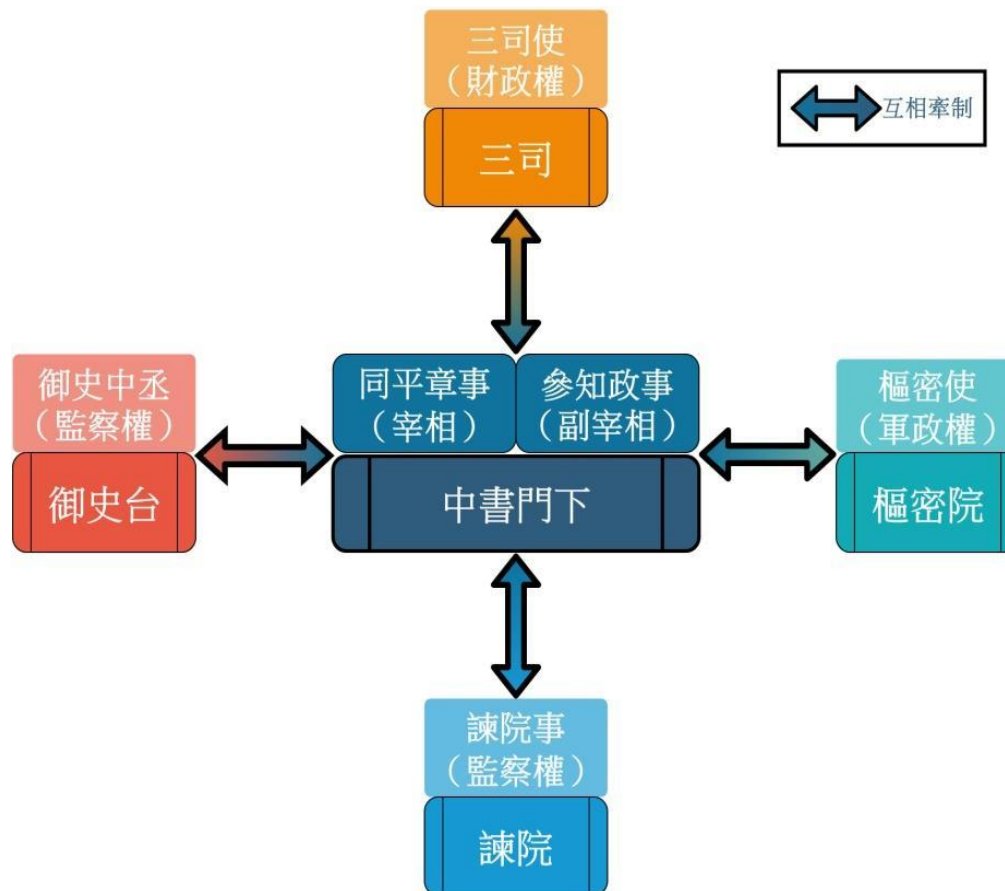 三司使
（財政權）
三司
互相牽制
御史中丞
（監察權）
御史台
同平章事
（宰相）
參知政事
（副宰相）
中書門下
樞密使
（軍政權）
樞密院
諫院事
（監察權）
諫院